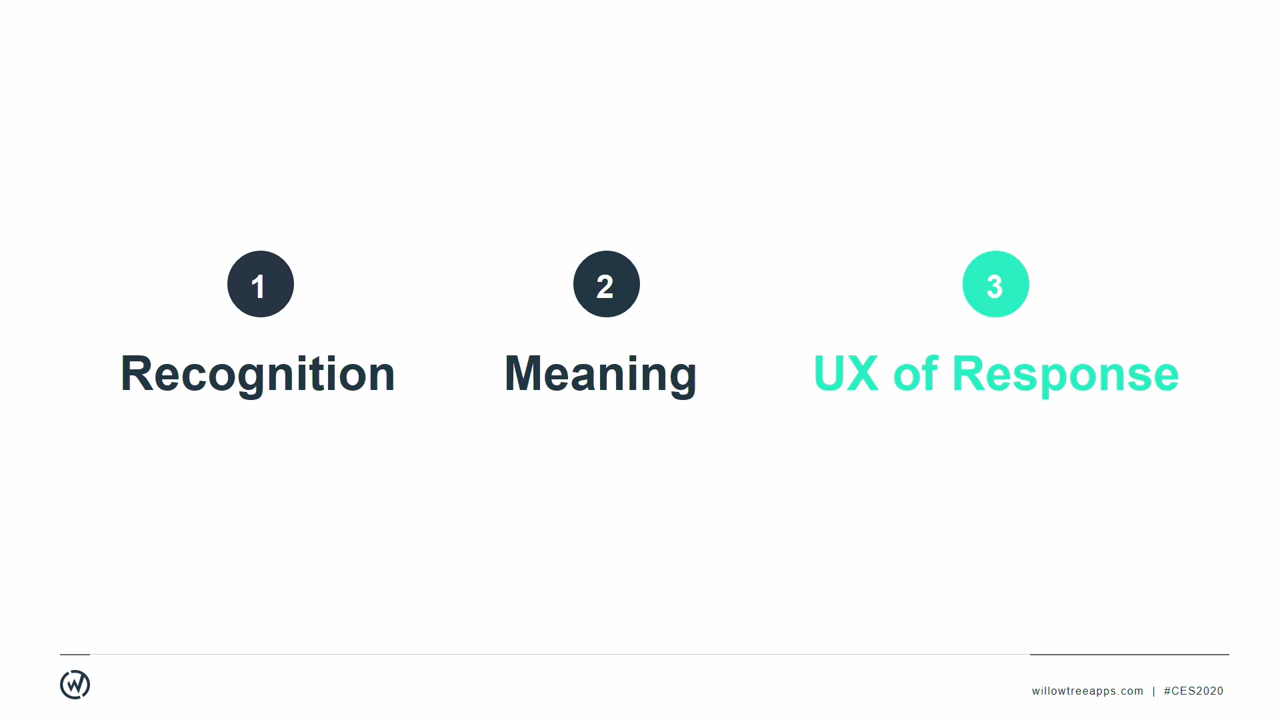 1
2
3
Recognition
Meaning
UX of Response
willowtreeapps.com | #CES2020